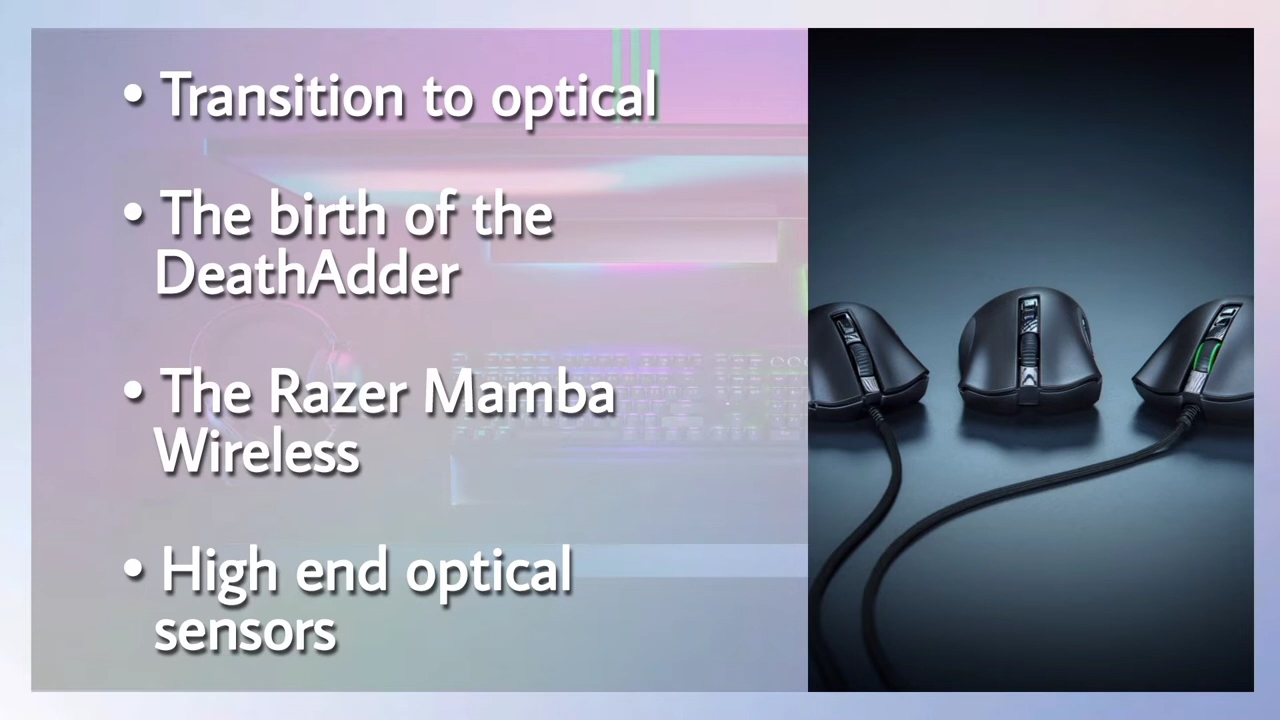 • Transition to optical
• The birth of the
DeathAdder
• The Razer Mamba
Wireless
• High end optical
sensors